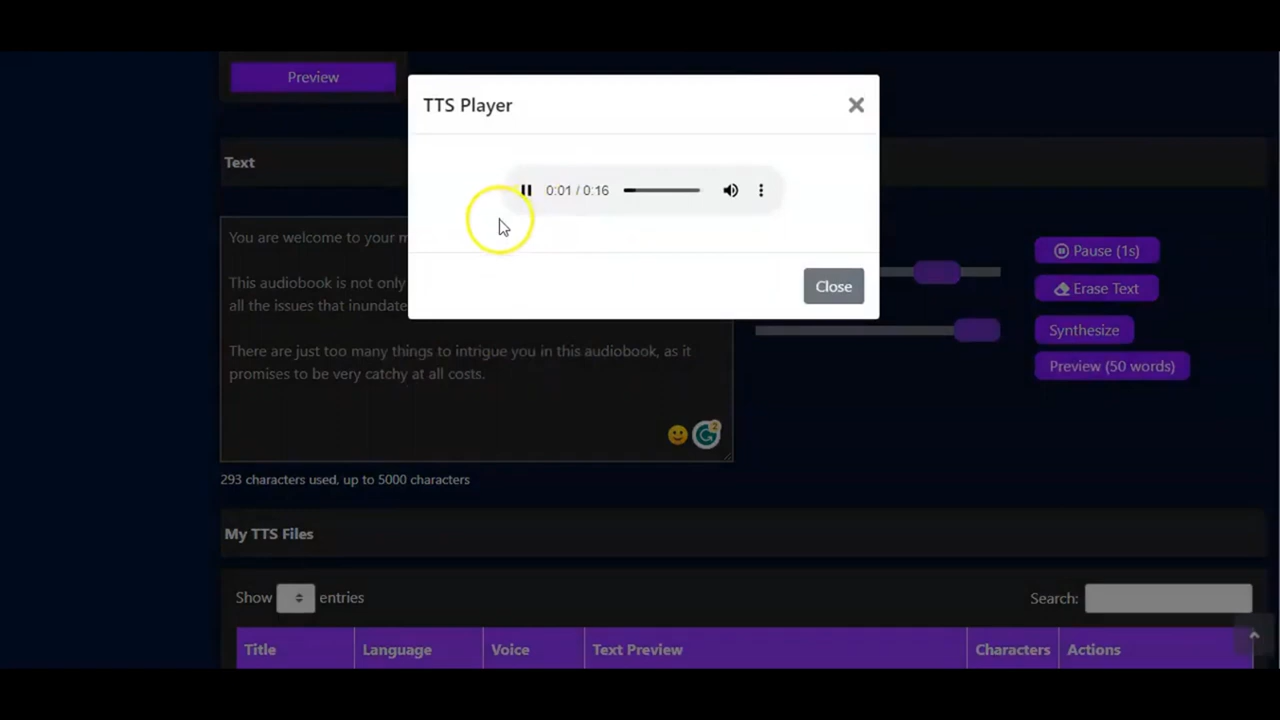 Preview
TTS Player
Text
0:01 / 0:16
You are welcome to your m
Pause (1s)
This audiobook is not only
Erase Text
Close
all the issues that inundate
Synthesize
There are just too many things to intrigue you in this audiobook, as it
Preview (50 words)
promises to be very catchy at all costs.
2
293 characters used, up to 5000 characters
My TTS Files
Show entries
Search:
Title Language Voice Text Preview Characters Actions